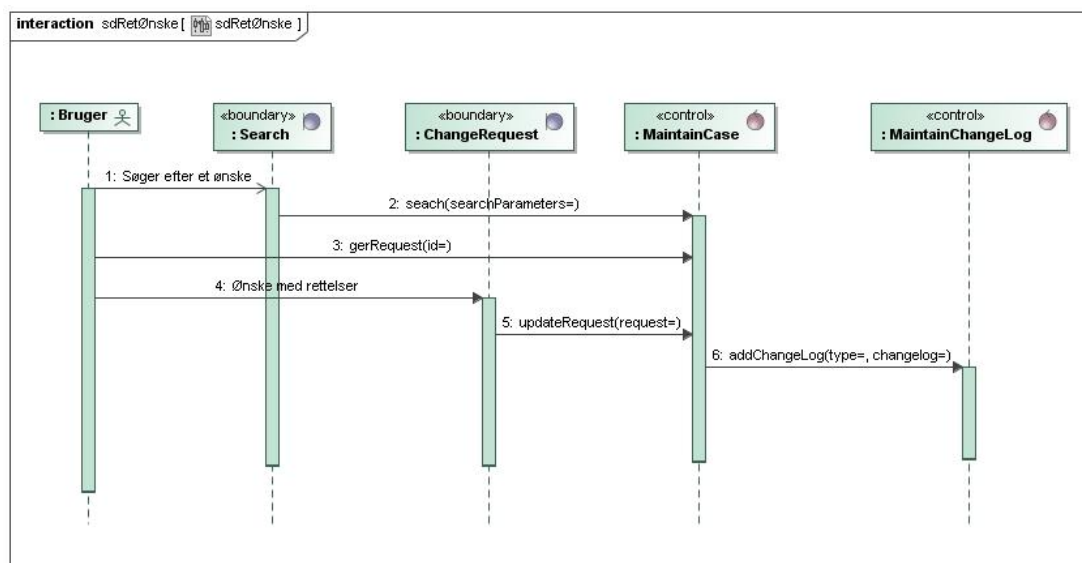 interaction sdRetØnske [ sdRetØnske ]
: Bruger
«boundary»
: Search
«boundary»
: ChangeRequest
«control»
: MaintainCase
«control»
: MaintainChangeLog
1: Søger efter et ønske
2: seach(searchParameters=)
3: gerRequest(id=)
4: Ønske med rettelser
5: updateRequest(request=)
6: addChangeLog(type=, changelog=)